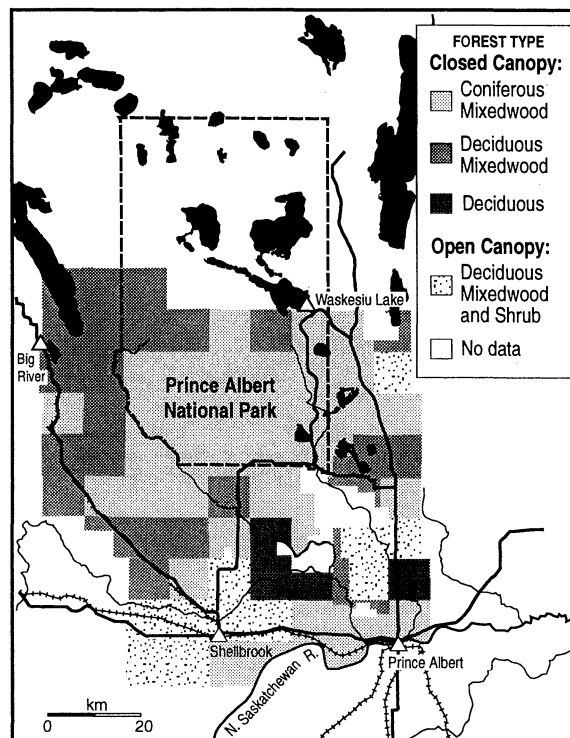 FOREST TYPE
Closed Canopy:
Coniferous
Mixedwood
Deciduous
Mixedwood
Deciduous
Open Canopy:
Deciduous
Mixedwood
and Shrub
No data
Waskesiu Lake
Big
River
Prince Albert
National Park
Shellbrook
Prince Albert
N. Saskatchewan R.
km
0 20